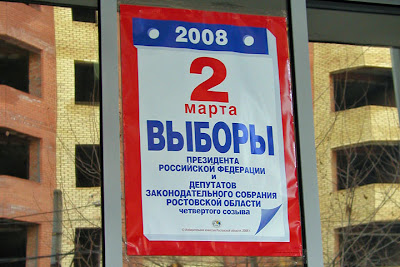 2008
2
марта
ВЫБОРЫ
ПРЕЗИДЕНТА
РОССИЙСКОЙ ФЕДЕРАЦИИ
и
ДЕПУТАТОВ
ЗАКОНОДАТЕЛЬНОГО СОБРАНИЯ
РОСТОВСКОЙ ОБЛАСТИ
четвертого созыва